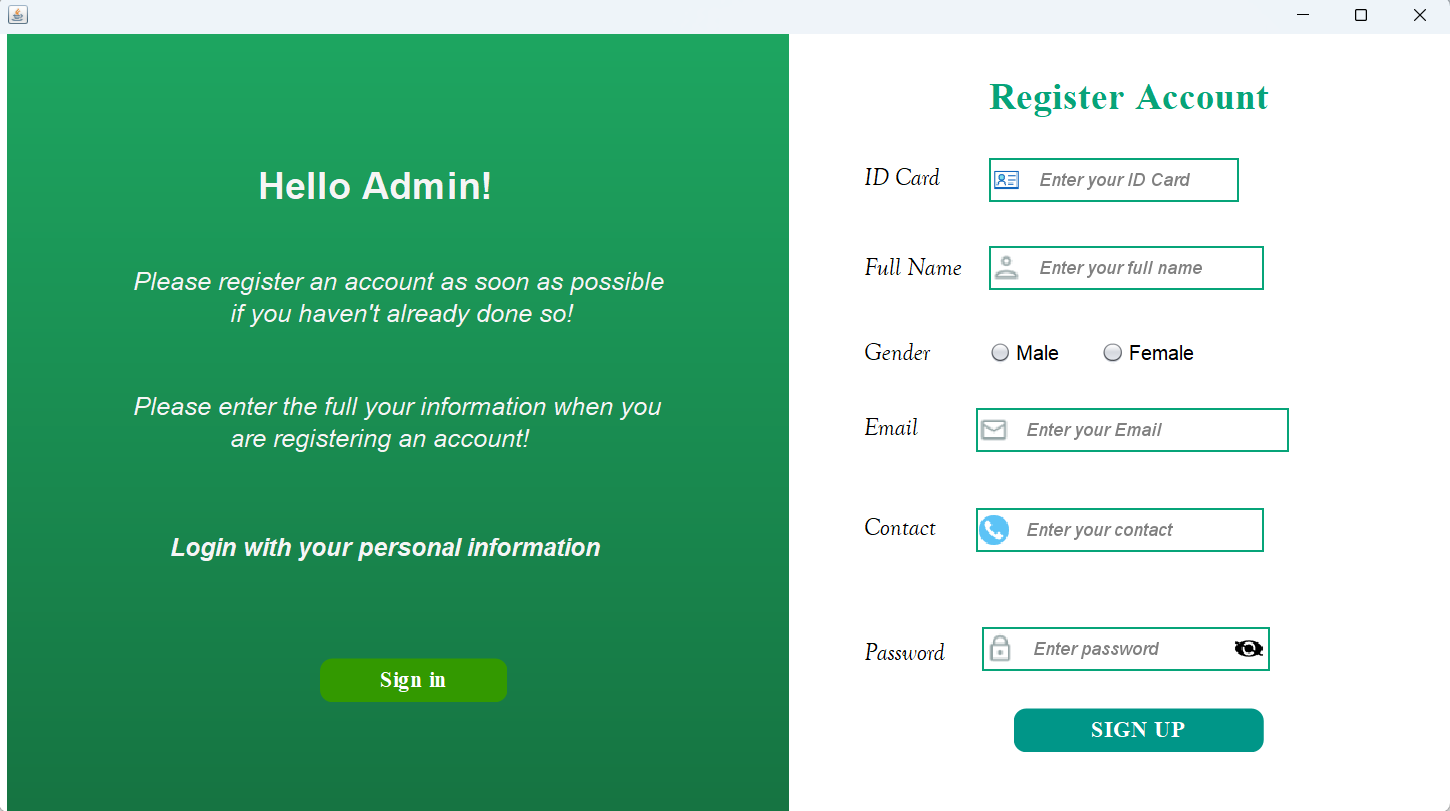 Hello Admin!
Please register an account as soon as possible
if you haven't already done so!
Please enter the full your information when you
are registering an account!
Login with your personal information
Sign in
Register Account
ID Card
Enter your ID Card
Full Name
Enter your full name
Gender
Male
Female
Email
Enter your Email
Contact
Enter your contact
Password
Enter password
SIGN UP